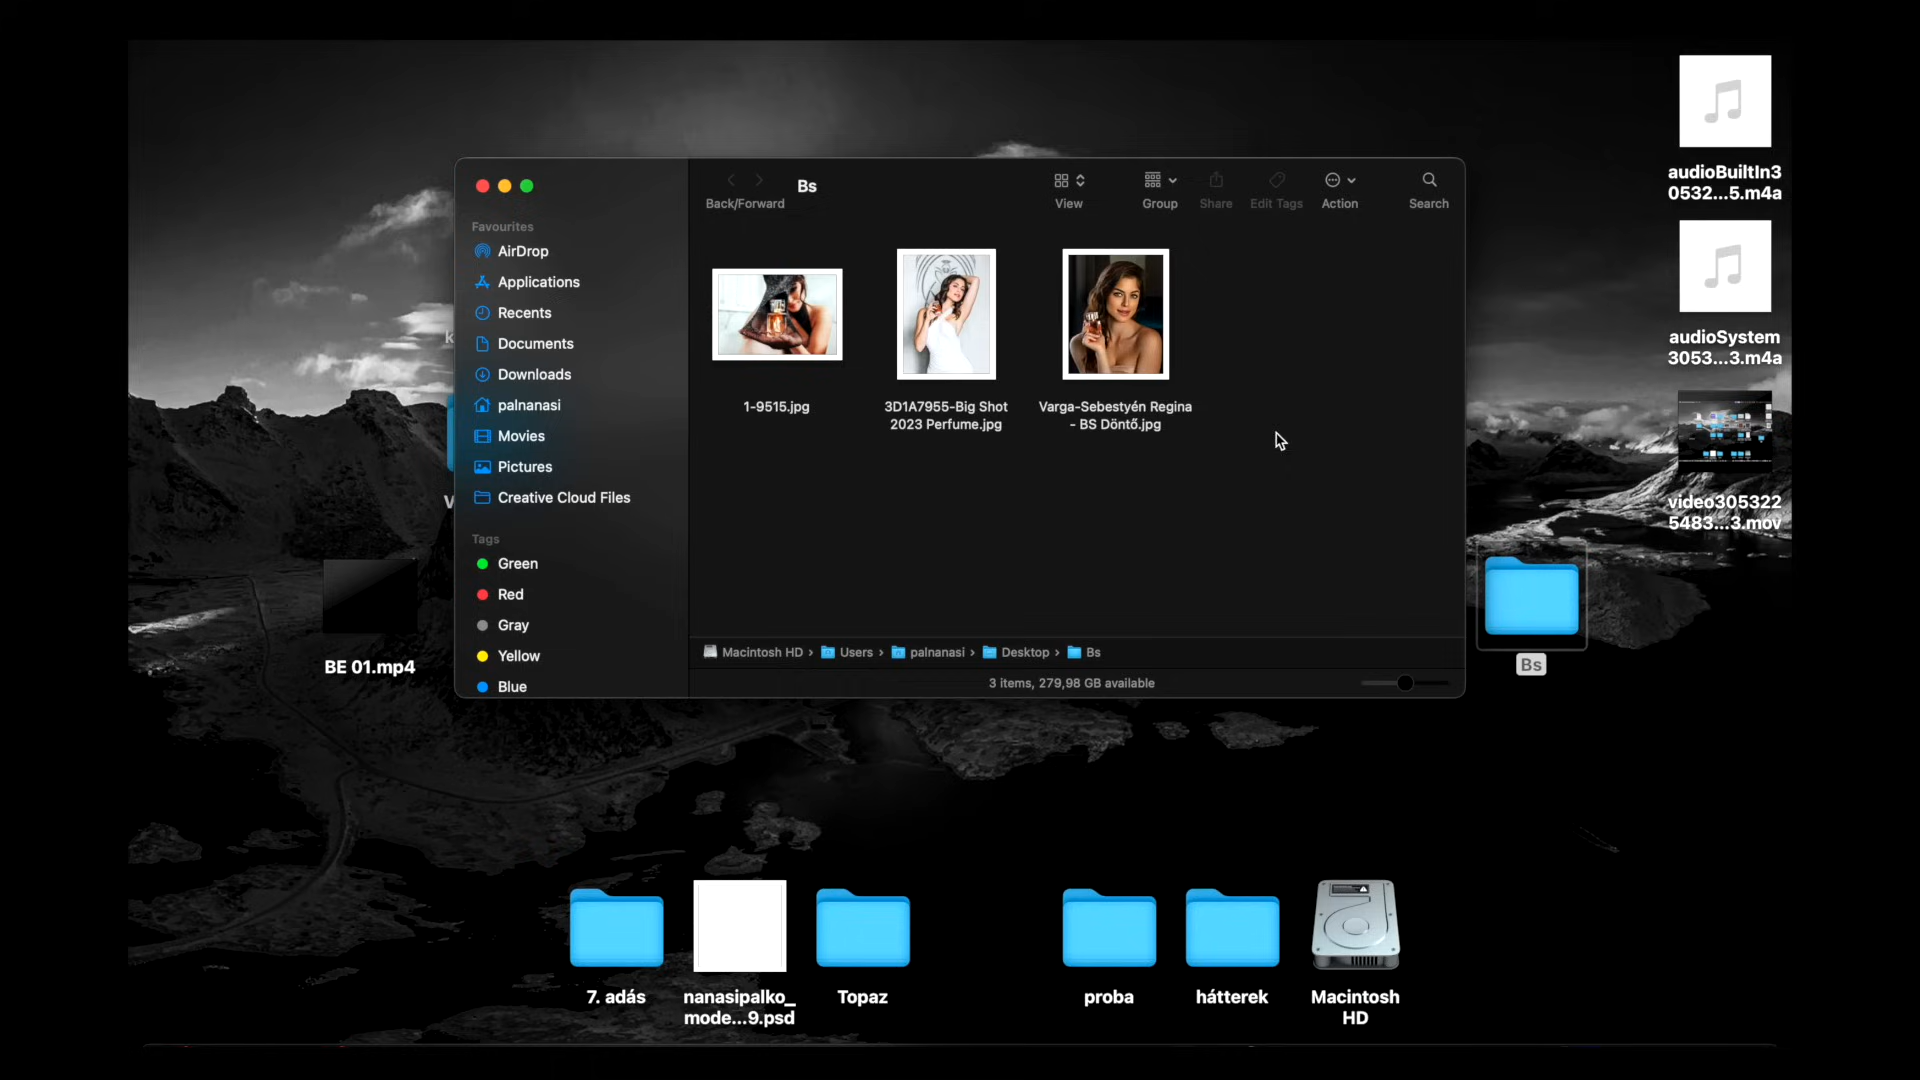 Bs
Back/Forward
View
Group
Share
Edit Tags
Action
Search
Favourites
AirDrop
Applications
Recents
Documents
Downloads
palnanasi
Movies
Pictures
Creative Cloud Files
Tags
Green
Red
Gray
Yellow
Blue
1-9515.jpg
3D1A7955-Big Shot
2023 Perfume.jpg
Varga-Sebestyén Regina
- BS Döntő.jpg
Macintosh HD › Users › palnanasi › Desktop › Bs
3 items, 279,98 GB available
audioBuiltIn3
0532...5.m4a
audioSystem
3053...3.m4a
video305322
5483...3.mov
Bs
BE 01.mp4
7. adás
nanasipalko_
mode...9.psd
Topaz
proba
hátterek
Macintosh
HD